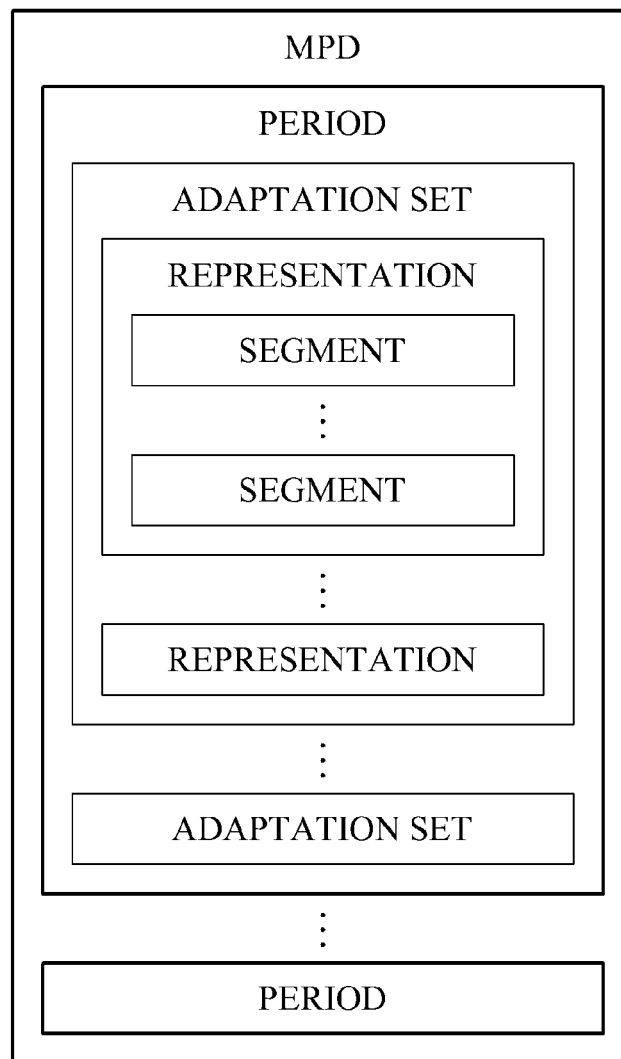 MPD
PERIOD
ADAPTATION SET
REPRESENTATION
SEGMENT
SEGMENT
REPRESENTATION
ADAPTATION SET
PERIOD